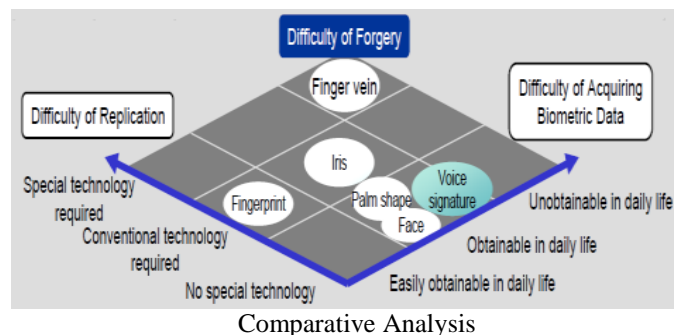 Difficulty of Forgery
Finger vein
Difficulty of Replication
Difficulty of Acquiring
Biometric Data
Iris
Special technology
required
Fingerprint
Palm shape
Voice
signature
Unobtainable in daily life
Conventional technology
required
Face
Obtainable in daily life
No special technology
Easily obtainable in daily life
Comparative Analysis